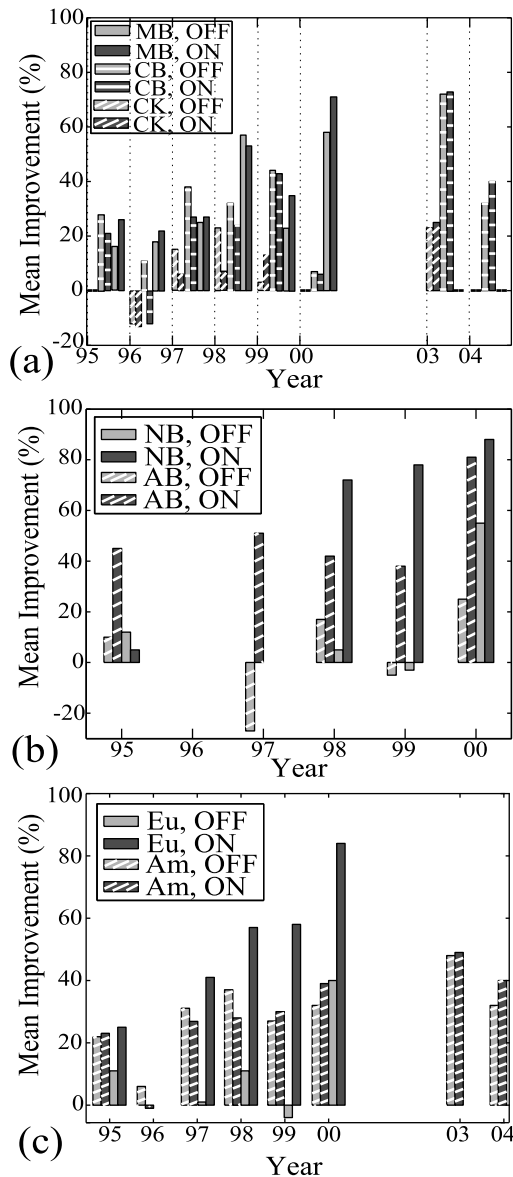 100
80
60
40
20
0
-20
Mean Improvement (%)
MB, OFF
MB, ON
CB, OFF
CB, ON
CK, OFF
CK, ON
95 96 97 98 99 00 03 04
Year
(a)
100
80
60
40
20
0
-20
Mean Improvement (%)
NB, OFF
NB, ON
AB, OFF
AB, ON
95 96 97 98 99 00
Year
(b)
100
80
60
40
20
0
Mean Improvement (%)
Eu, OFF
Eu, ON
Am, OFF
Am, ON
95 96 97 98 99 00 03 04
Year
(c)